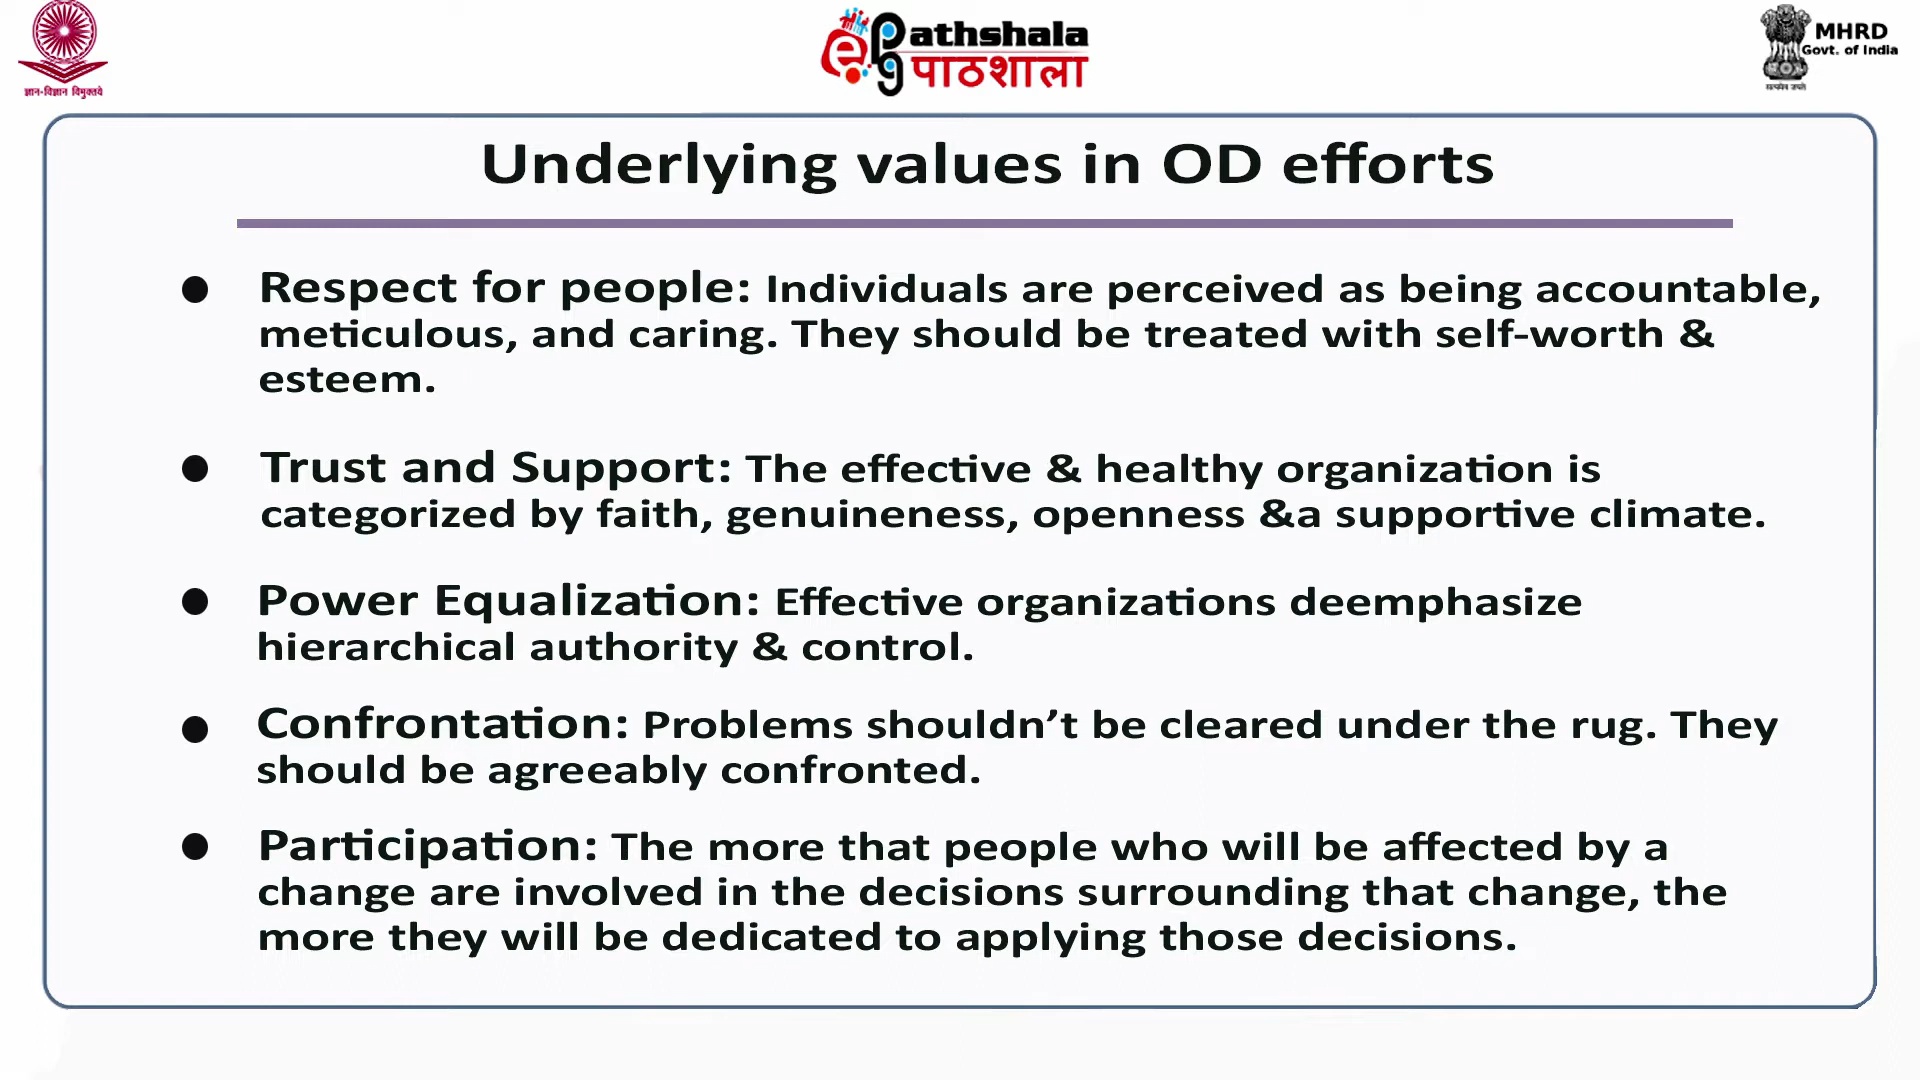 ज्ञान-विज्ञान विमुक्तये
ePathshala
पाठशाला
MHRD
Govt. of India
सत्यमेव जयते
Underlying values in OD efforts
● Respect for people: Individuals are perceived as being accountable,
meticulous, and caring. They should be treated with self-worth &
esteem.
● Trust and Support: The effective & healthy organization is
categorized by faith, genuineness, openness &a supportive climate.
● Power Equalization: Effective organizations deemphasize
hierarchical authority & control.
● Confrontation: Problems shouldn’t be cleared under the rug. They
should be agreeably confronted.
● Participation: The more that people who will be affected by a
change are involved in the decisions surrounding that change, the
more they will be dedicated to applying those decisions.